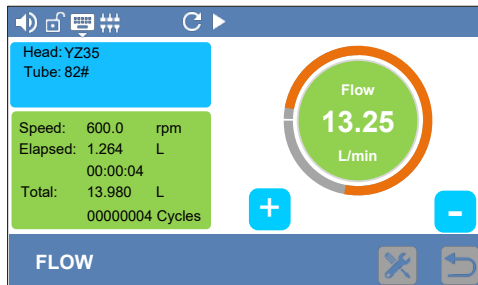 Head: YZ35
Tube: 82#
Speed: 600.0 rpm
Elapsed: 1.264 L
00:00:04
Total: 13.980 L
00000004 Cycles
Flow
13.25
L/min
+
-
FLOW